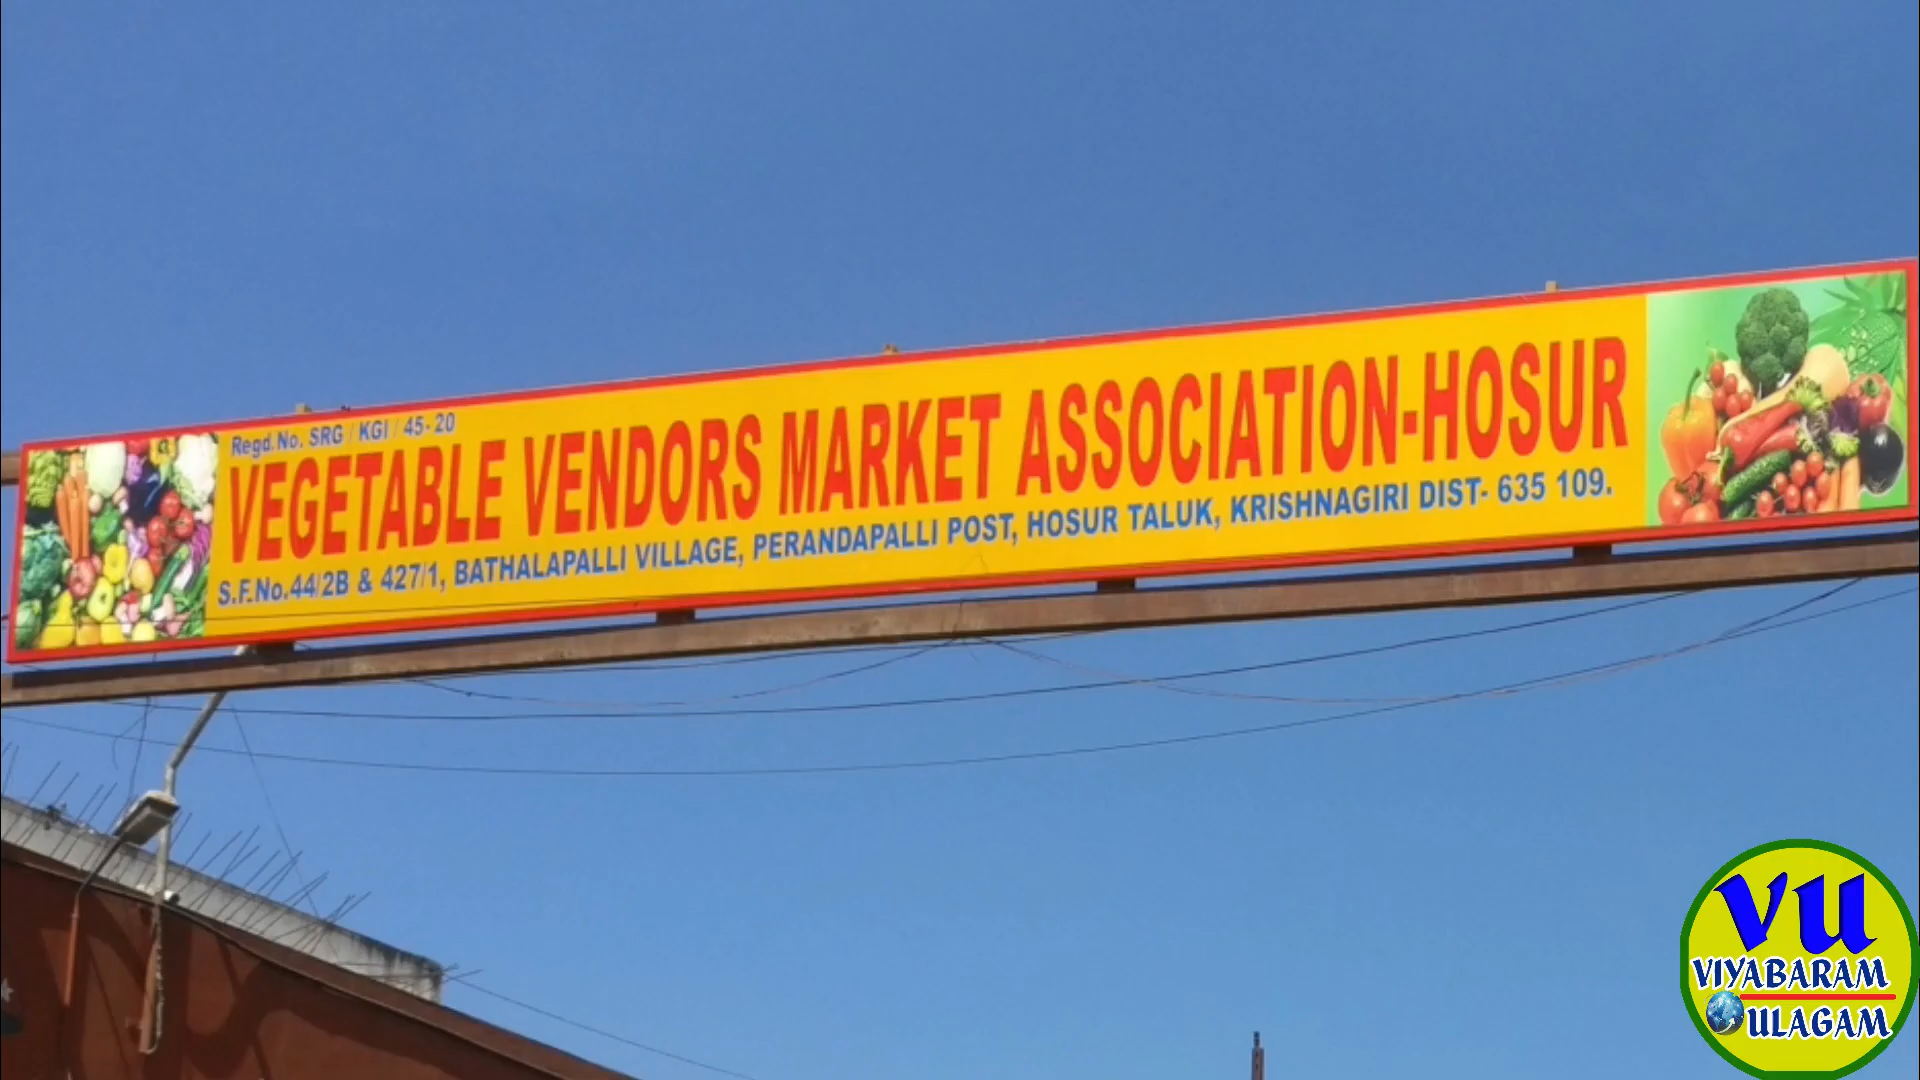 Regd.No. SRG / KGI / 45-20
VEGETABLE VENDORS MARKET ASSOCIATION-HOSUR
S.F.No.44/2B & 427/1, BATHALAPALLI VILLAGE, PERANDAPALLI POST, HOSUR TALUK, KRISHNAGIRI DIST- 635 109.
VU
VIYABARAM
ULAGAM